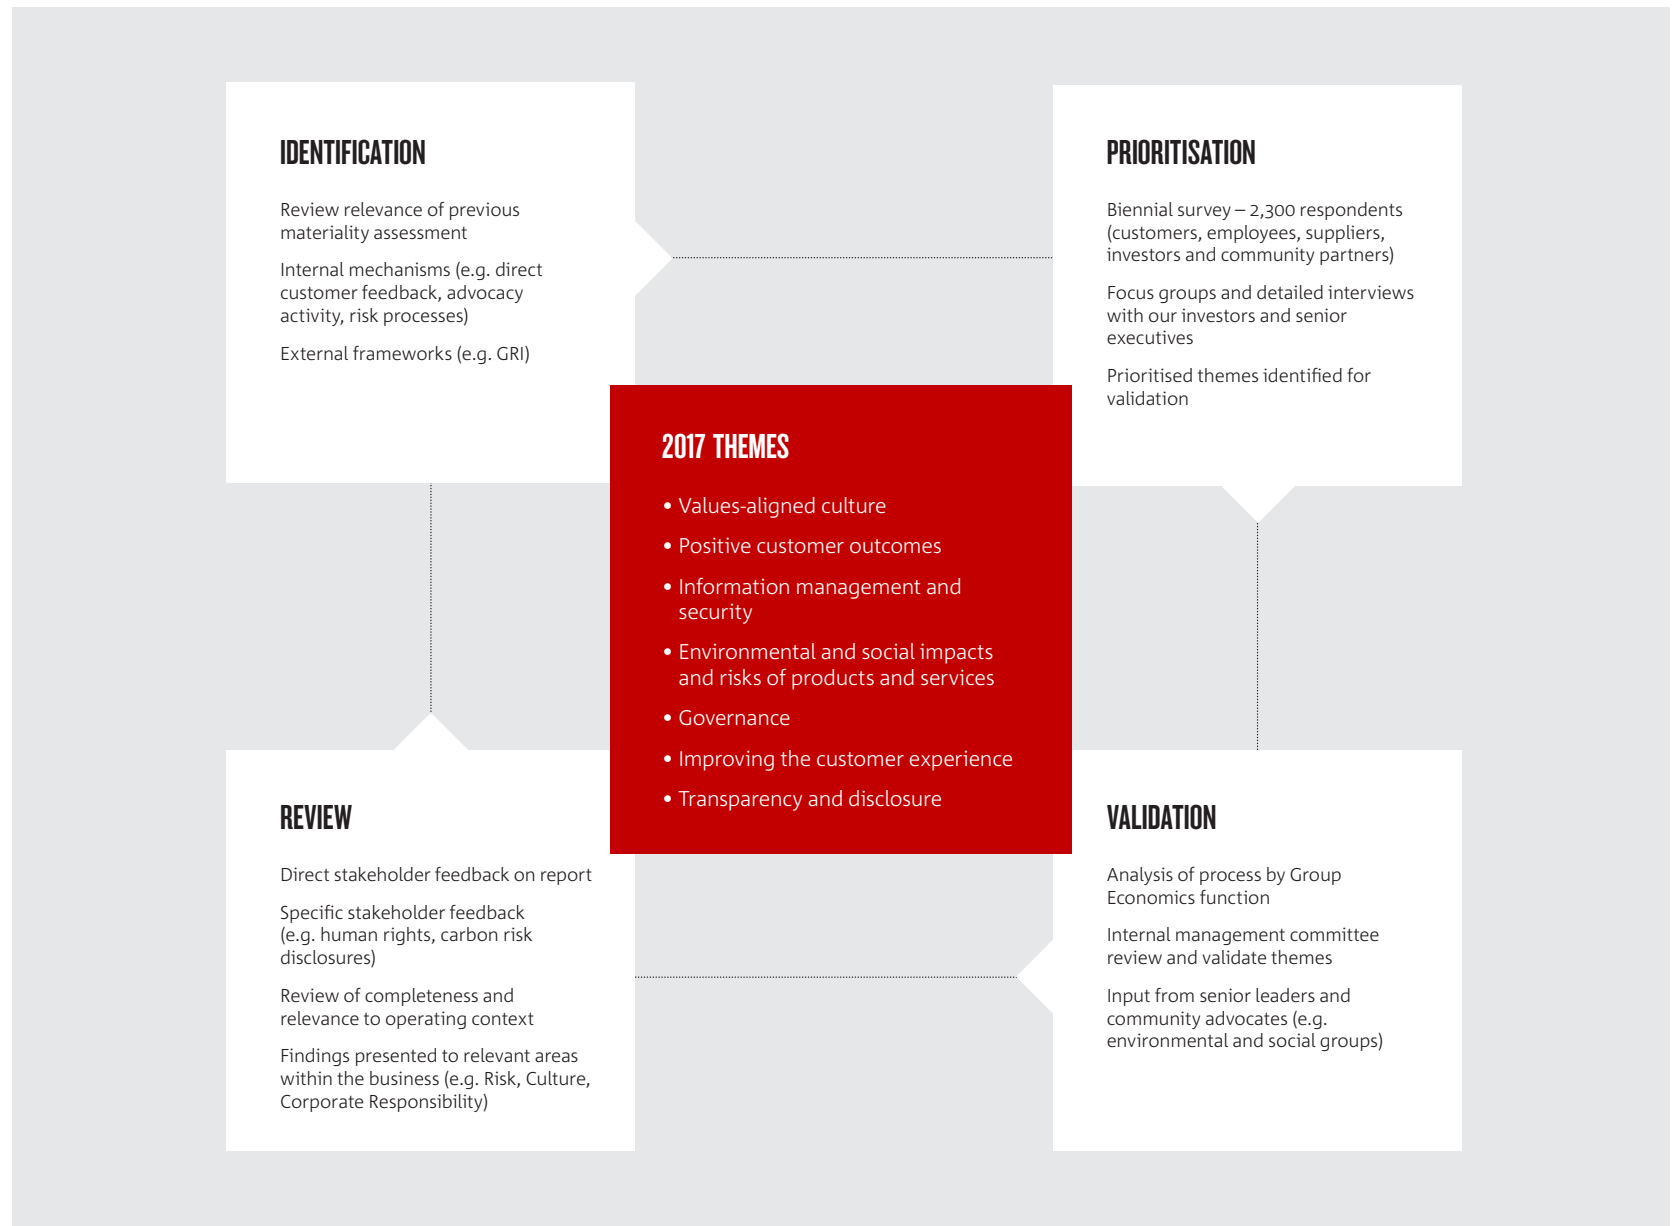 IDENTIFICATION
Review relevance of previous
materiality assessment
Internal mechanisms (e.g. direct
customer feedback, advocacy
activity, risk processes)
External frameworks (e.g. GRI)
PRIORITISATION
Biennial survey – 2,300 respondents
(customers, employees, suppliers,
investors and community partners)
Focus groups and detailed interviews
with our investors and senior
executives
Prioritised themes identified for
validation
2017 THEMES
• Values-aligned culture
• Positive customer outcomes
• Information management and
security
• Environmental and social impacts
and risks of products and services
• Governance
• Improving the customer experience
• Transparency and disclosure
REVIEW
Direct stakeholder feedback on report
Specific stakeholder feedback
(e.g. human rights, carbon risk
disclosures)
Review of completeness and
relevance to operating context
Findings presented to relevant areas
within the business (e.g. Risk, Culture,
Corporate Responsibility)
VALIDATION
Analysis of process by Group
Economics function
Internal management committee
review and validate themes
Input from senior leaders and
community advocates (e.g.
environmental and social groups)